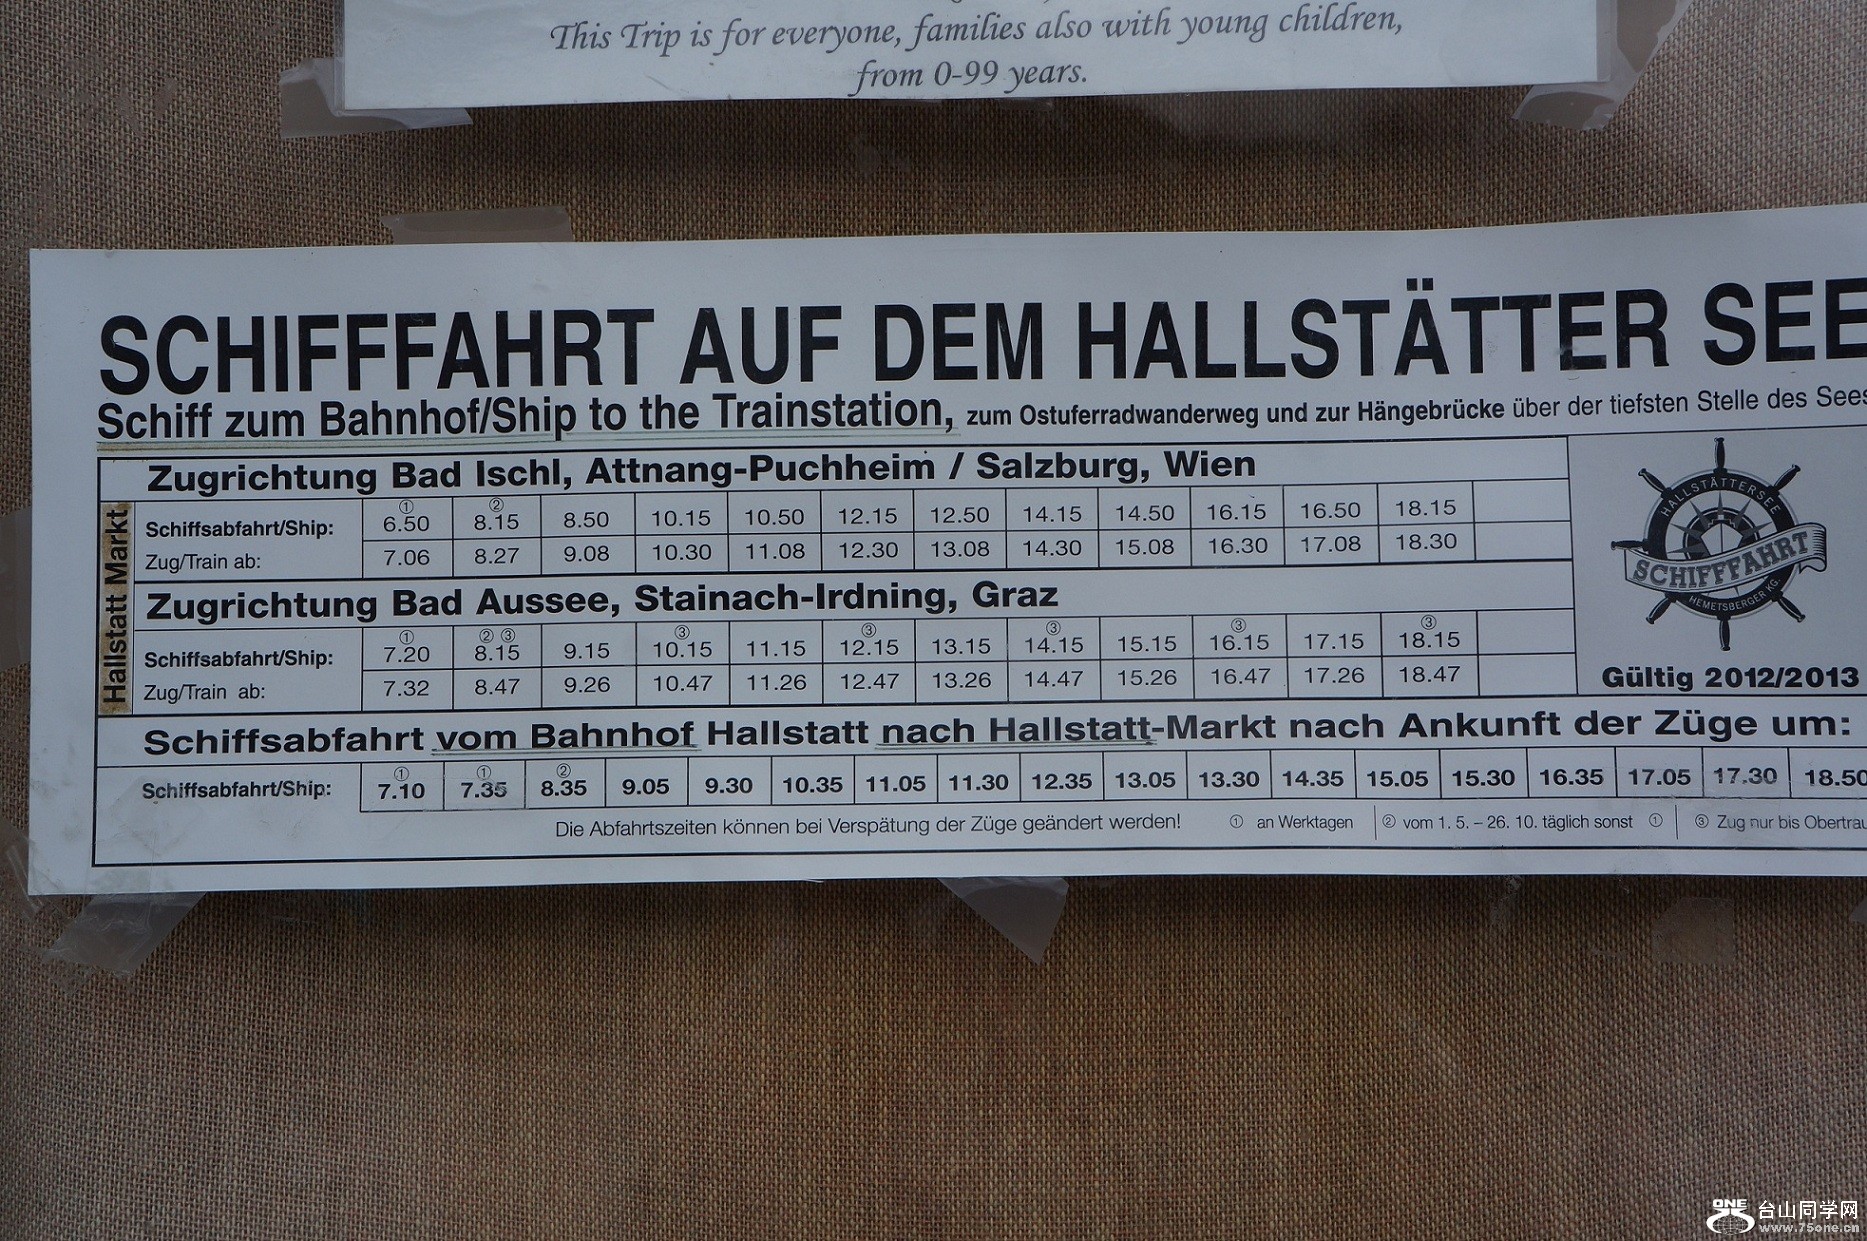 This Trip is for everyone, families also with young children,
from 0-99 years.
SCHIFFFAHRT AUF DEM HALLSTÄTTER SEE
Schiff zum Bahnhof/Ship to the Trainstation, zum Ostuferradwanderweg und zur Hängebrücke über der tiefsten Stelle des Sees
Hallstatt Markt
Zugrichtung Bad Ischl, Attnang-Puchheim / Salzburg, Wien
① ②
Schiffsabfahrt/Ship: 6.50 8.15 8.50 10.15 10.50 12.15 12.50 14.15 14.50 16.15 16.50 18.15
Zug/Train ab: 7.06 8.27 9.08 10.30 11.08 12.30 13.08 14.30 15.08 16.30 17.08 18.30
Zugrichtung Bad Aussee, Stainach-Irdning, Graz
① ② ③ ③ ③ ③ ③ ③
Schiffsabfahrt/Ship: 7.20 8.15 9.15 10.15 11.15 12.15 13.15 14.15 15.15 16.15 17.15 18.15
Zug/Train ab: 7.32 8.47 9.26 10.47 11.26 12.47 13.26 14.47 15.26 16.47 17.26 18.47
HALLSTÄTTERSEE
SCHIFFFAHRT
HEMETSBERGER KG.
Gültig 2012/2013
Schiffsabfahrt vom Bahnhof Hallstatt nach Hallstatt-Markt nach Ankunft der Züge um:
① ① ②
Schiffsabfahrt/Ship: 7.10 7.35 8.35 9.05 9.30 10.35 11.05 11.30 12.35 13.05 13.30 14.35 15.05 15.30 16.35 17.05 17.30 18.50
Die Abfahrtszeiten können bei Verspätung der Züge geändert werden! ① an Werktagen ② vom 1. 5. – 26. 10. täglich sonst ① ③ Zug nur bis Obertrau
ONE 台山同学网
www.75one.cn